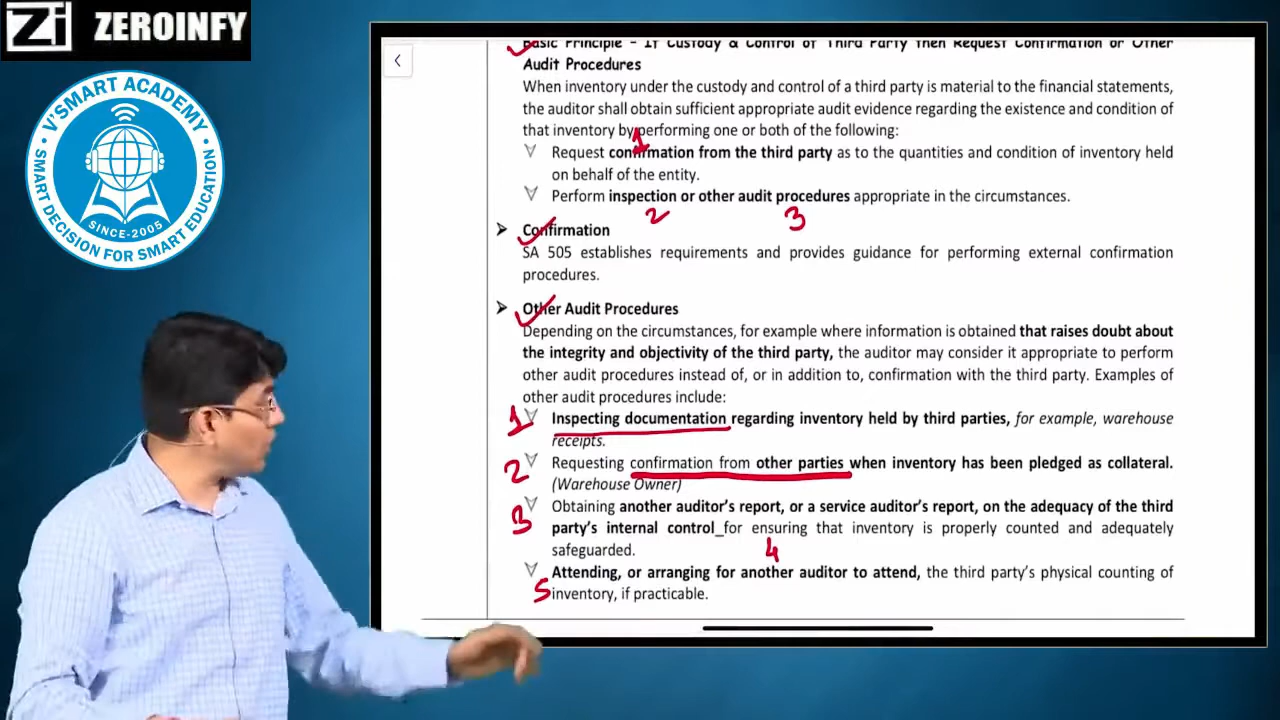 Zi ZEROINFY
V'SMART ACADEMY
SINCE-2005
SMART DECISION FOR SMART EDUCATION
Basic Principle – If Custody & Control of Third Party Then Request Confirmation or Other
Audit Procedures
When inventory under the custody and control of a third party is material to the financial statements,
the auditor shall obtain sufficient appropriate audit evidence regarding the existence and condition of
that inventory by performing one or both of the following:
1
Request confirmation from the third party as to the quantities and condition of inventory held
on behalf of the entity.
Perform inspection or other audit procedures appropriate in the circumstances.
2 3
Confirmation
SA 505 establishes requirements and provides guidance for performing external confirmation
procedures.
Other Audit Procedures
Depending on the circumstances, for example where information is obtained that raises doubt about
the integrity and objectivity of the third party, the auditor may consider it appropriate to perform
other audit procedures instead of, or in addition to, confirmation with the third party. Examples of
other audit procedures include:
1 Inspecting documentation regarding inventory held by third parties, for example, warehouse
receipts.
2 Requesting confirmation from other parties when inventory has been pledged as collateral.
(Warehouse Owner)
3 Obtaining another auditor's report, or a service auditor's report, on the adequacy of the third
party's internal control_for ensuring that inventory is properly counted and adequately
safeguarded.
4
Attending, or arranging for another auditor to attend, the third party's physical counting of
5 inventory, if practicable.